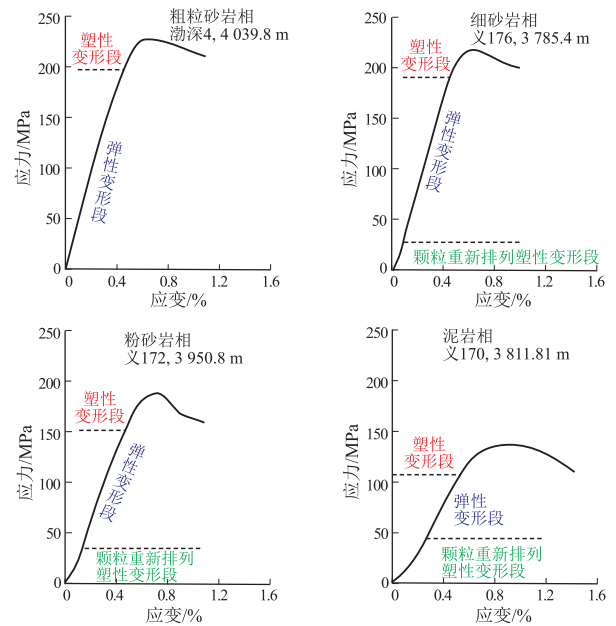 粗粒砂岩相
渤深4, 4 039.8 m
塑性
变形段
弹性变形段
应力/MPa
250
200
150
100
50
0
0
0.4
0.8
1.2
1.6
应变/%
细砂岩相
义176, 3 785.4 m
塑性
变形段
弹性变形段
颗粒重新排列塑性变形段
应力/MPa
250
200
150
100
50
0
0
0.4
0.8
1.2
1.6
应变/%
粉砂岩相
义172, 3 950.8 m
塑性
变形段
弹性变形段
颗粒重新排列
塑性变形段
应力/MPa
250
200
150
100
50
0
0
0.4
0.8
1.2
1.6
应变/%
泥岩相
义170, 3 811.81 m
塑性
变形段
弹性
变形段
颗粒重新排列
塑性变形段
应力/MPa
250
200
150
100
50
0
0
0.4
0.8
1.2
1.6
应变/%